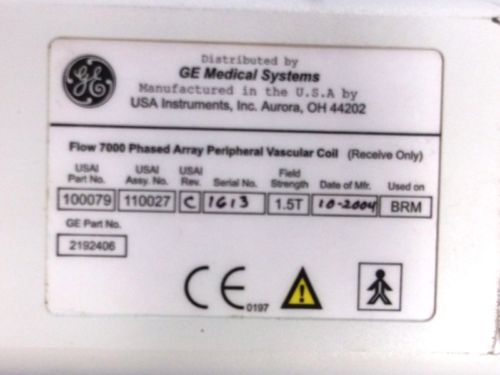 GE
Distributed by
GE Medical Systems
Manufactured in the U.S.A by
USA Instruments, Inc. Aurora, OH 44202
Flow 7000 Phased Array Peripheral Vascular Coil (Receive Only)
USAI Part No. USAI Assy. No. USAI Rev. Serial No. Field Strength Date of Mfr. Used on
100079 110027 C 1613 1.5T 10-2004 BRM
GE Part No.
2192406
CE 0197